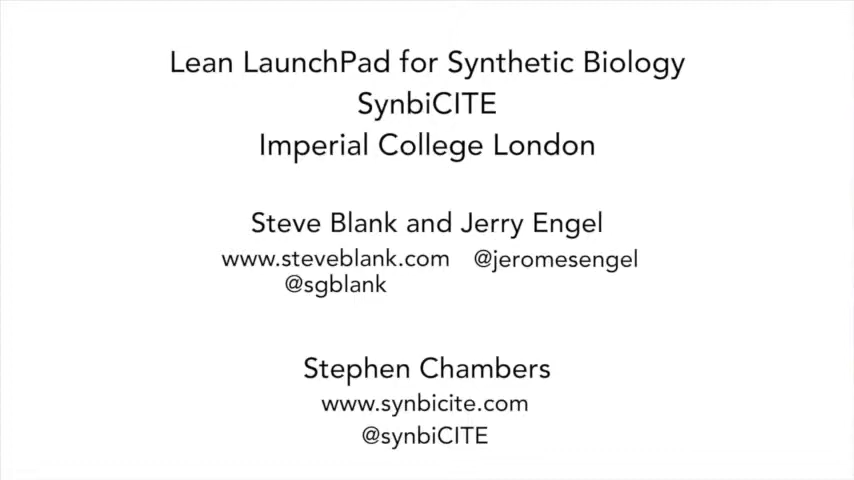 Lean LaunchPad for Synthetic Biology
SynbiCITE
Imperial College London
Steve Blank and Jerry Engel
www.steveblank.com @jeromesengel
@sgblank
Stephen Chambers
www.synbicite.com
@synbiCITE